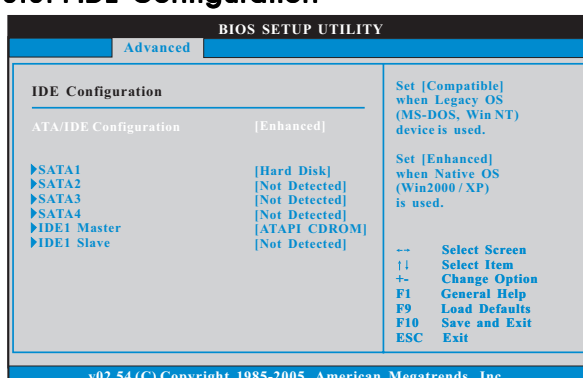 IDE Configuration
BIOS SETUP UTILITY
Advanced
IDE Configuration
ATA/IDE Configuration [Enhanced]
SATA1 [Hard Disk]
SATA2 [Not Detected]
SATA3 [Not Detected]
SATA4 [Not Detected]
IDE1 Master [ATAPI CDROM]
IDE1 Slave [Not Detected]
Set [Compatible]
when Legacy OS
(MS-DOS, Win NT)
device is used.
Set [Enhanced]
when Native OS
(Win2000 / XP)
is used.
←→ Select Screen
↑↓ Select Item
+- Change Option
F1 General Help
F9 Load Defaults
F10 Save and Exit
ESC Exit
v02.54 (C) Copyright 1985-2005, American Megatrends, Inc.